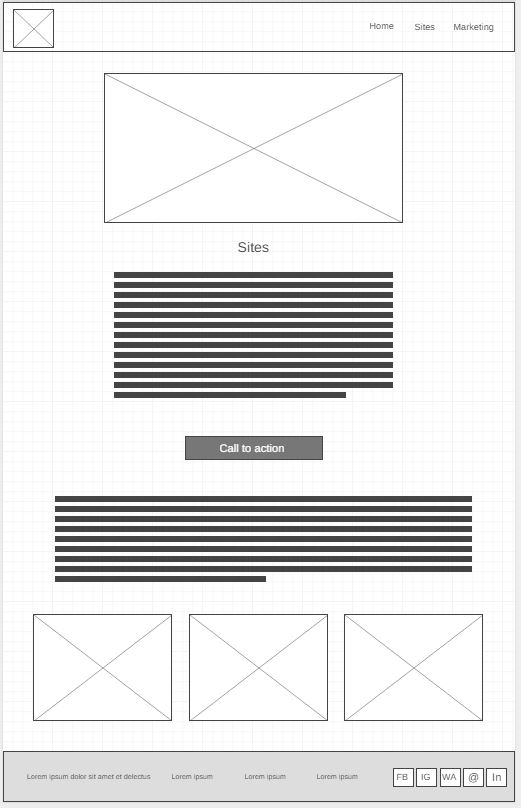 Home Sites Marketing
Sites
Call to action
Lorem ipsum dolor sit amet et delectus Lorem ipsum Lorem ipsum Lorem ipsum FB IG WA @ In